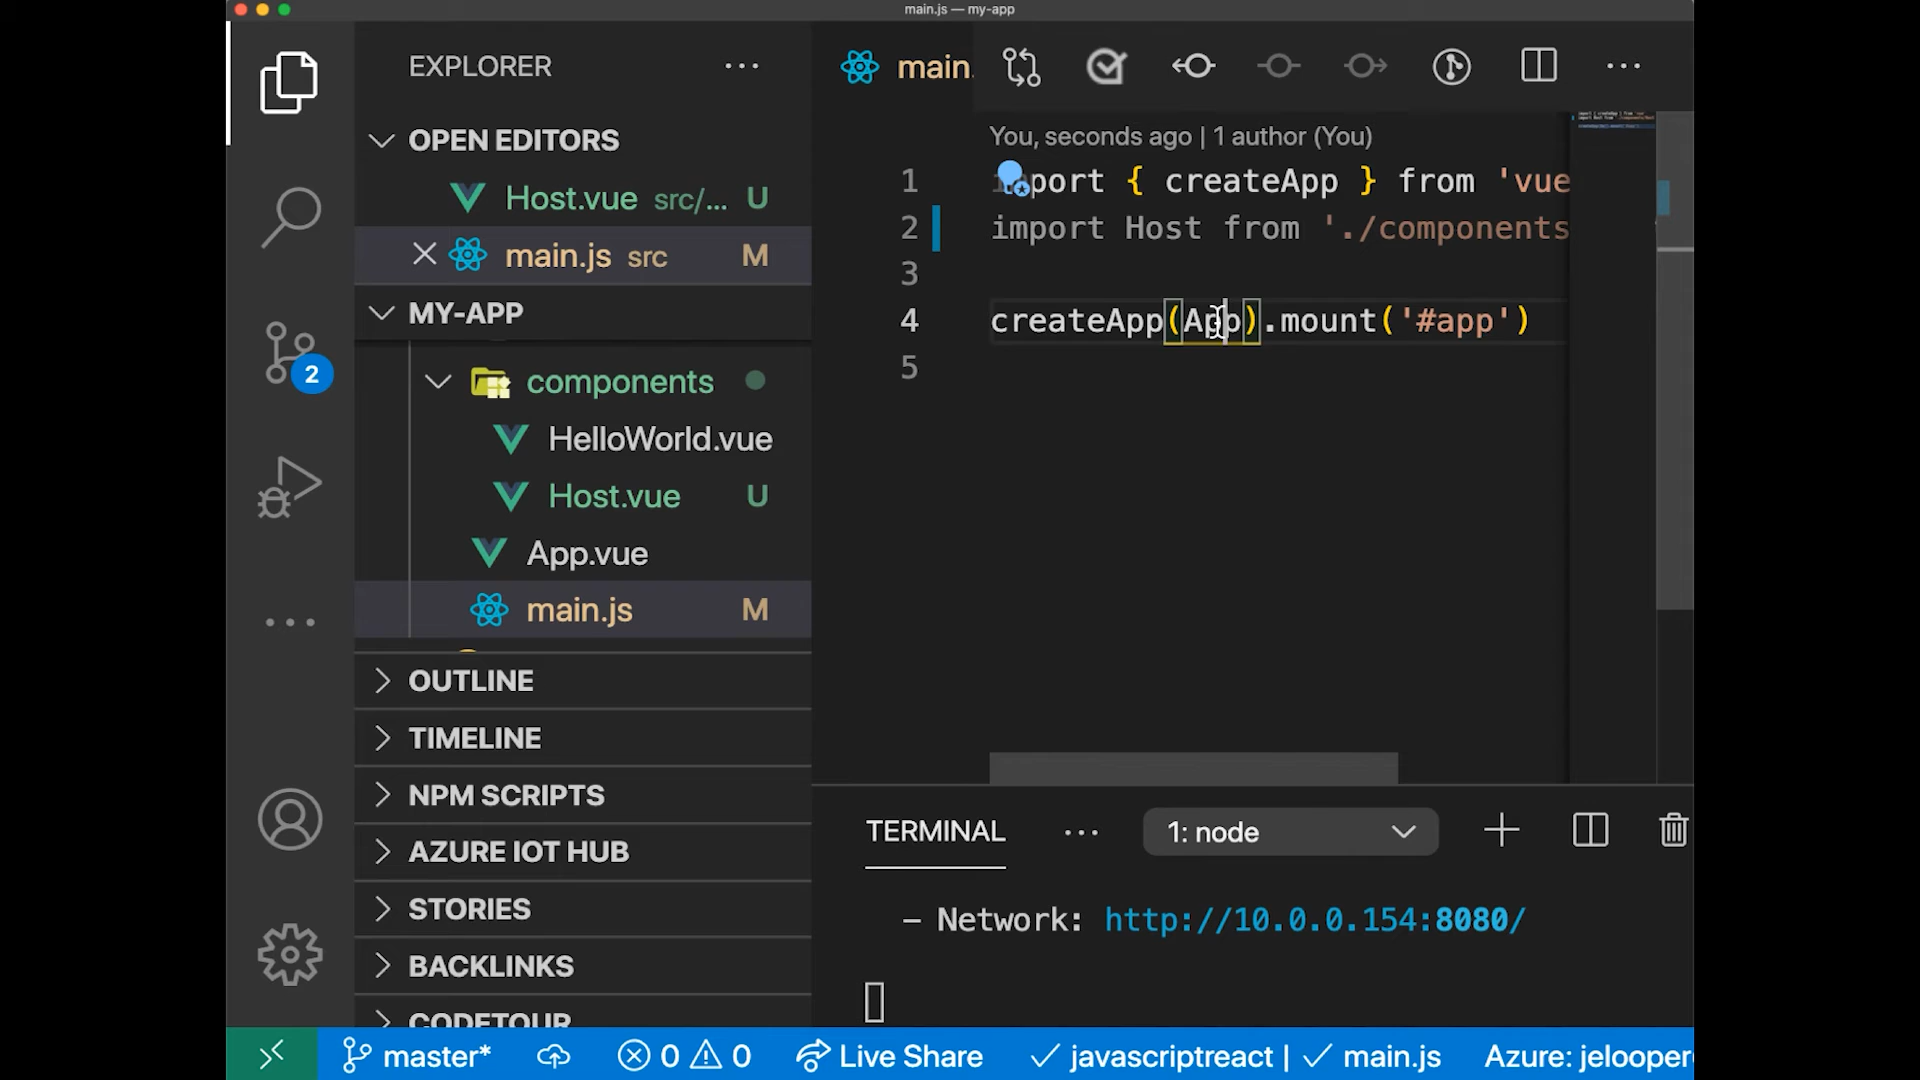 main.js — my-app
EXPLORER
OPEN EDITORS
Host.vue src/... U
main.js src M
MY-APP
components
HelloWorld.vue
Host.vue U
App.vue
main.js M
OUTLINE
TIMELINE
NPM SCRIPTS
AZURE IOT HUB
STORIES
BACKLINKS
CODETOUR
2
main.
You, seconds ago | 1 author (You)
1 import { createApp } from 'vue
2 import Host from './components
3
4 createApp(App).mount('#app')
5
TERMINAL
1: node
– Network: http://10.0.0.154:8080/
master* 0 0 Live Share javascriptreact | main.js Azure: jelooper